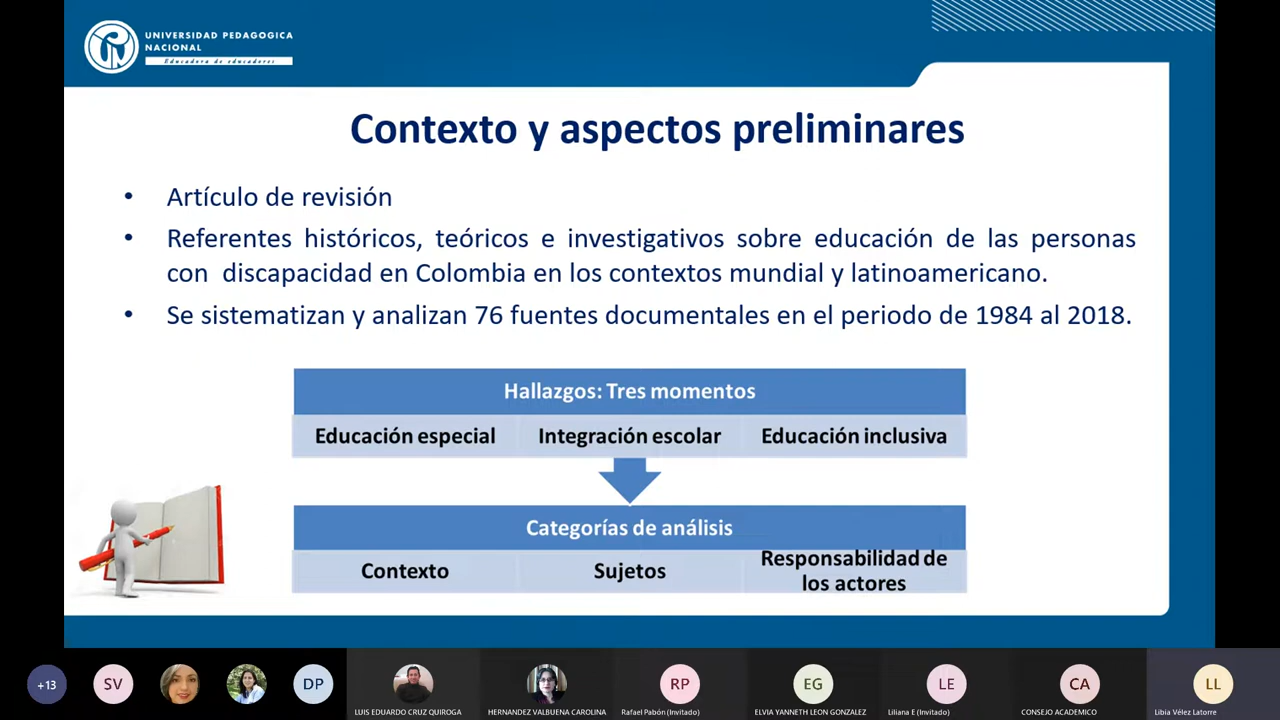 UNIVERSIDAD PEDAGOGICA
NACIONAL
Educadora de educadores
Contexto y aspectos preliminares
• Artículo de revisión
• Referentes históricos, teóricos e investigativos sobre educación de las personas
con discapacidad en Colombia en los contextos mundial y latinoamericano.
• Se sistematizan y analizan 76 fuentes documentales en el periodo de 1984 al 2018.
Hallazgos: Tres momentos
Educación especial Integración escolar Educación inclusiva
Categorías de análisis
Contexto Sujetos Responsabilidad de
los actores
+13 SV DP RP EG LE CA LL
LUIS EDUARDO CRUZ QUIROGA HERNANDEZ VALBUENA CAROLINA Rafael Pabón (Invitado) ELVIA YANNETH LEON GONZALEZ Liliana E (Invitado) CONSEJO ACADEMICO Libia Vélez Latorre